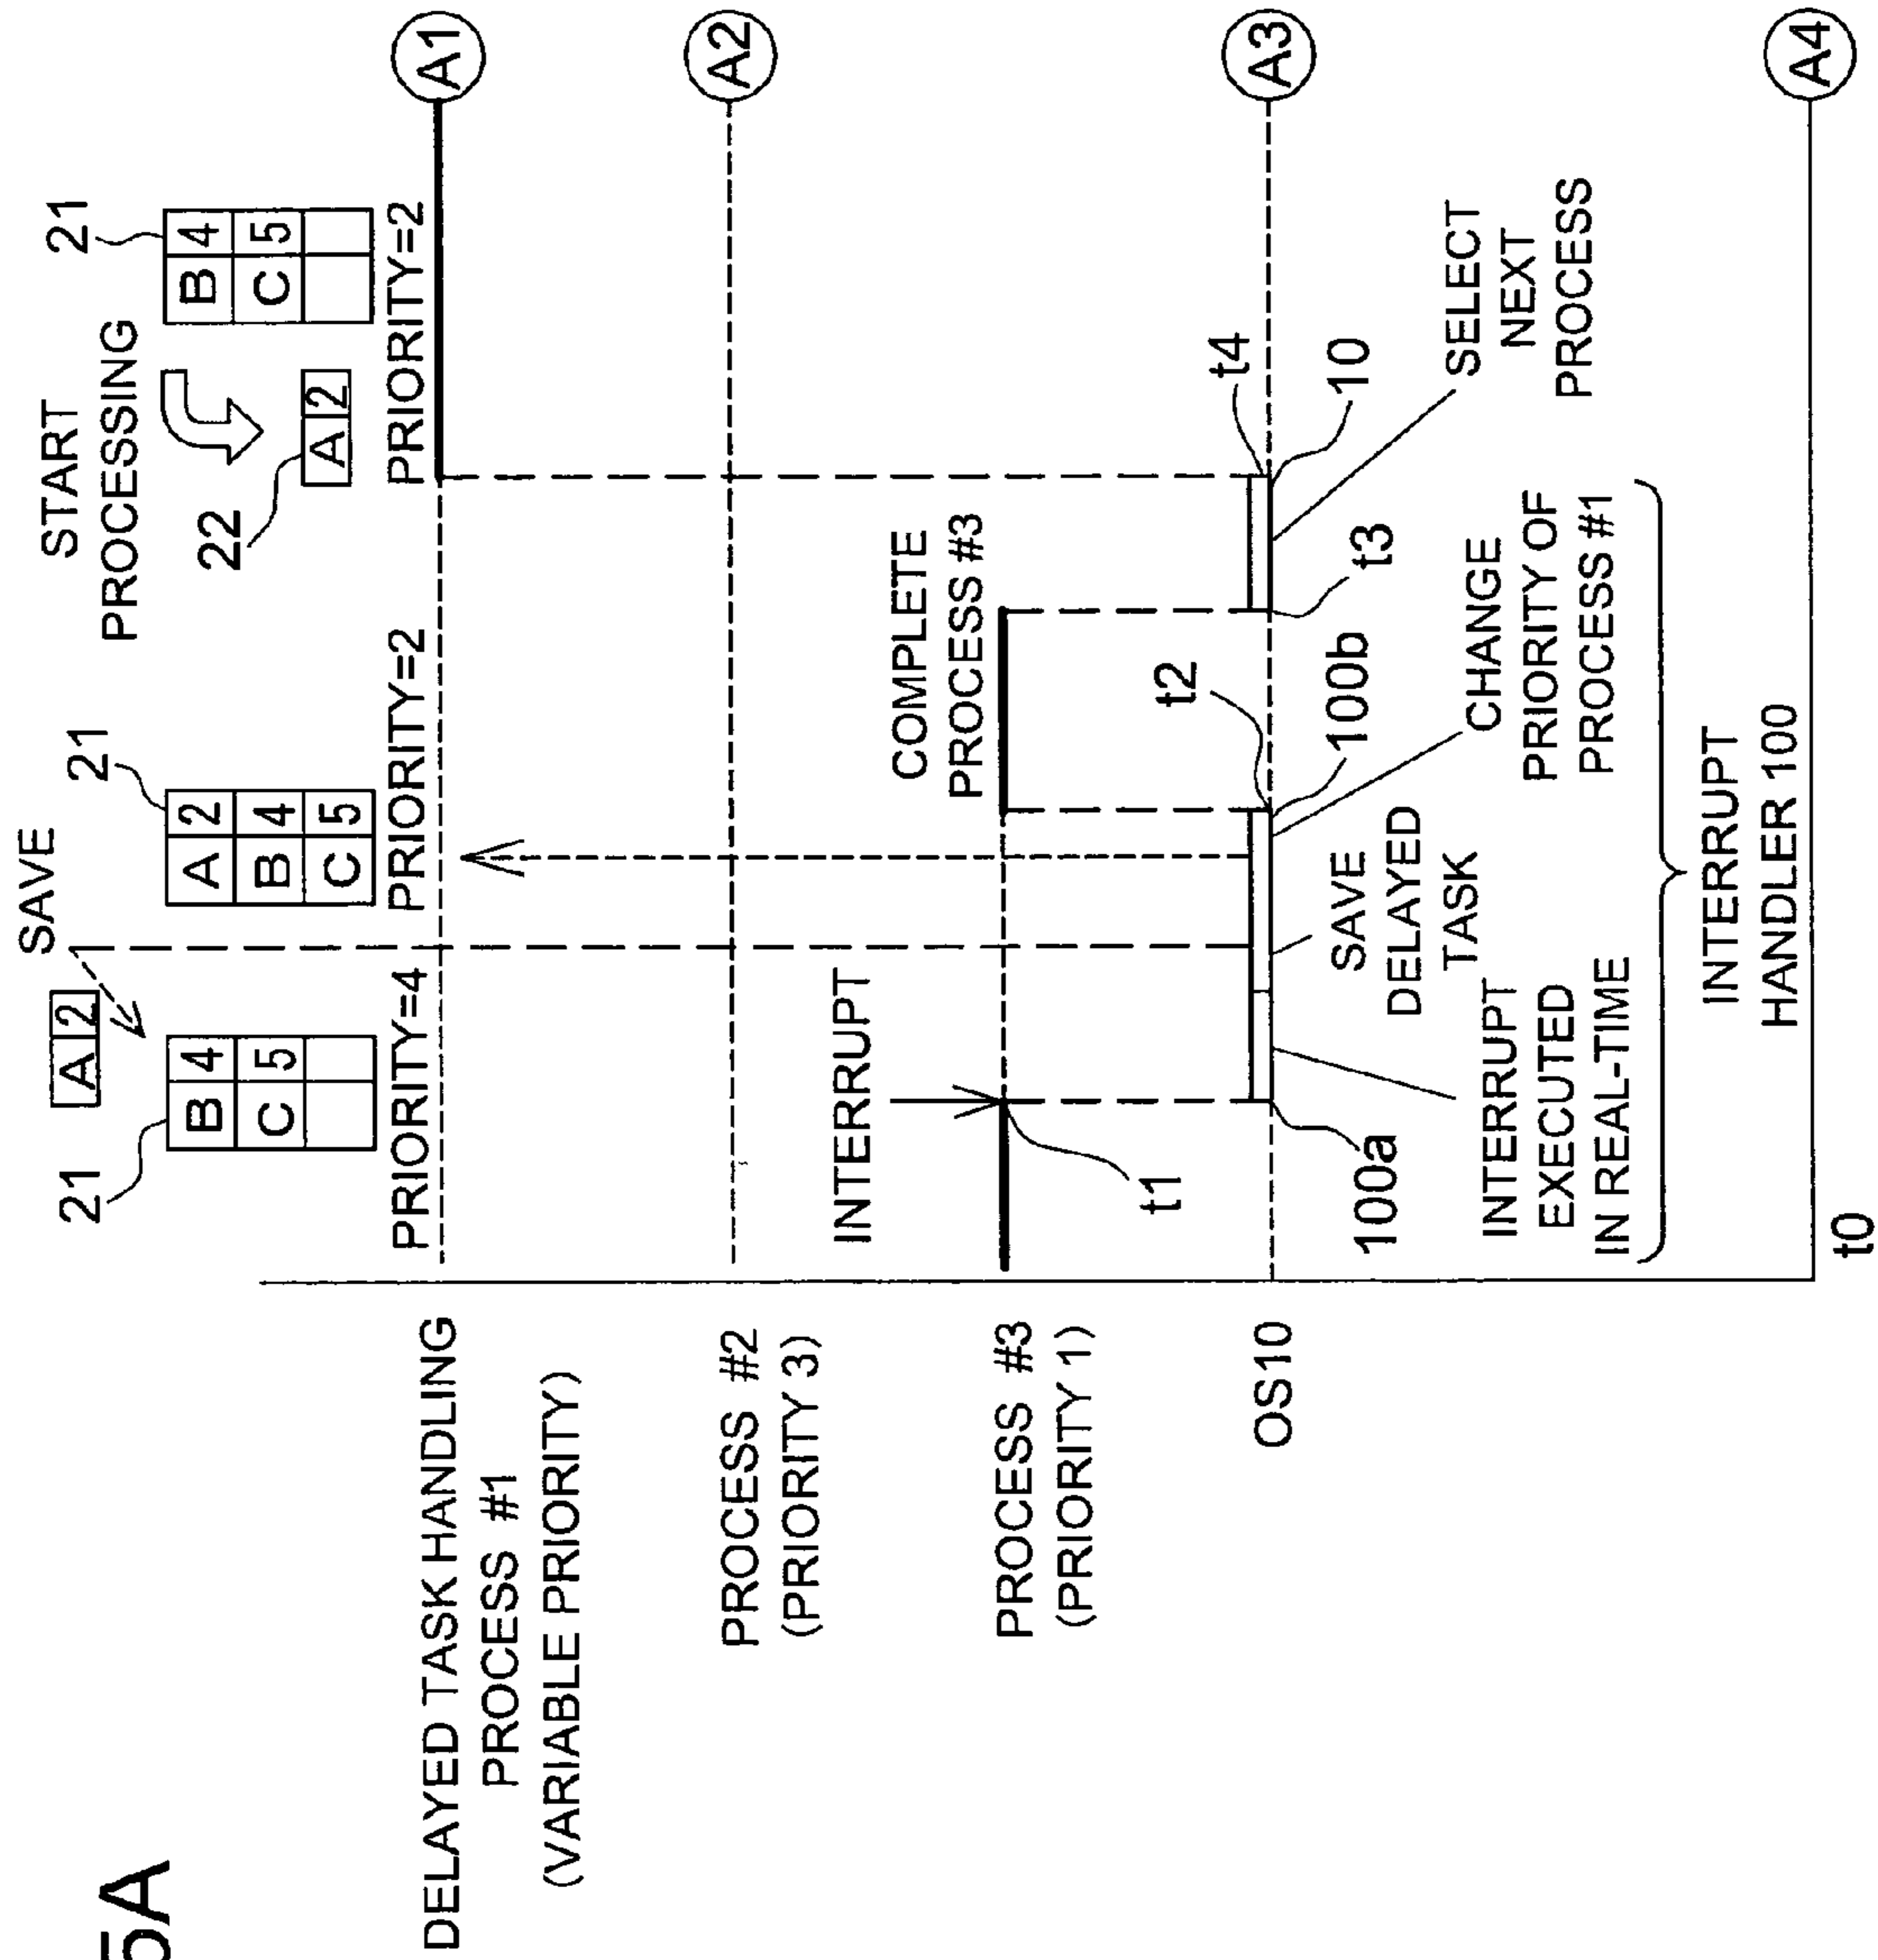 5A
SAVE
START
PROCESSING
21
A 2
21
21
B 4
C 5
A 2
B 4
C 5
22
A 2
B 4
C 5
PRIORITY=4
PRIORITY=2
PRIORITY=2
DELAYED TASK HANDLING
PROCESS #1
(VARIABLE PRIORITY)
A1
PROCESS #2
(PRIORITY 3)
A2
INTERRUPT
COMPLETE
PROCESS #3
PROCESS #3
(PRIORITY 1)
t1
t2
t4
OS10
A3
100a
100b
t3
10
INTERRUPT
EXECUTED
IN REAL-TIME
SAVE
DELAYED
TASK
CHANGE
PRIORITY OF
PROCESS #1
SELECT
NEXT
PROCESS
INTERRUPT
HANDLER 100
t0
A4